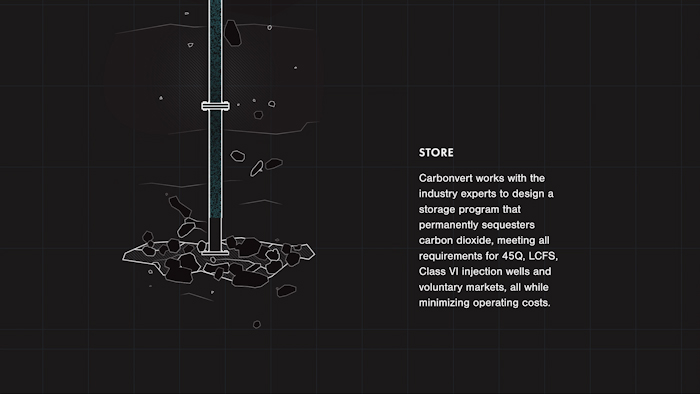 STORE
Carbonvert works with the
industry experts to design a
storage program that
permanently sequesters
carbon dioxide, meeting all
requirements for 45Q, LCFS,
Class VI injection wells and
voluntary markets, all while
minimizing operating costs.